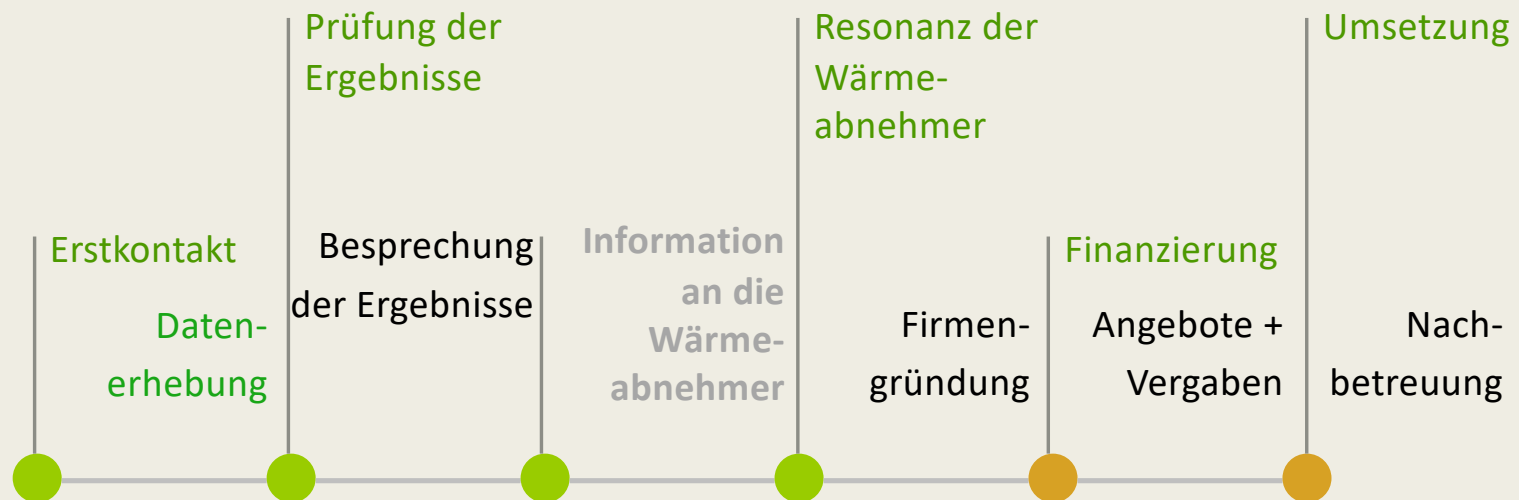 Prüfung der
Ergebnisse
Resonanz der
Wärme-
abnehmer
Umsetzung
Erstkontakt
Daten-
erhebung
Besprechung
der Ergebnisse
Information
an die
Wärme-
abnehmer
Firmen-
gründung
Finanzierung
Angebote +
Vergaben
Nach-
betreuung